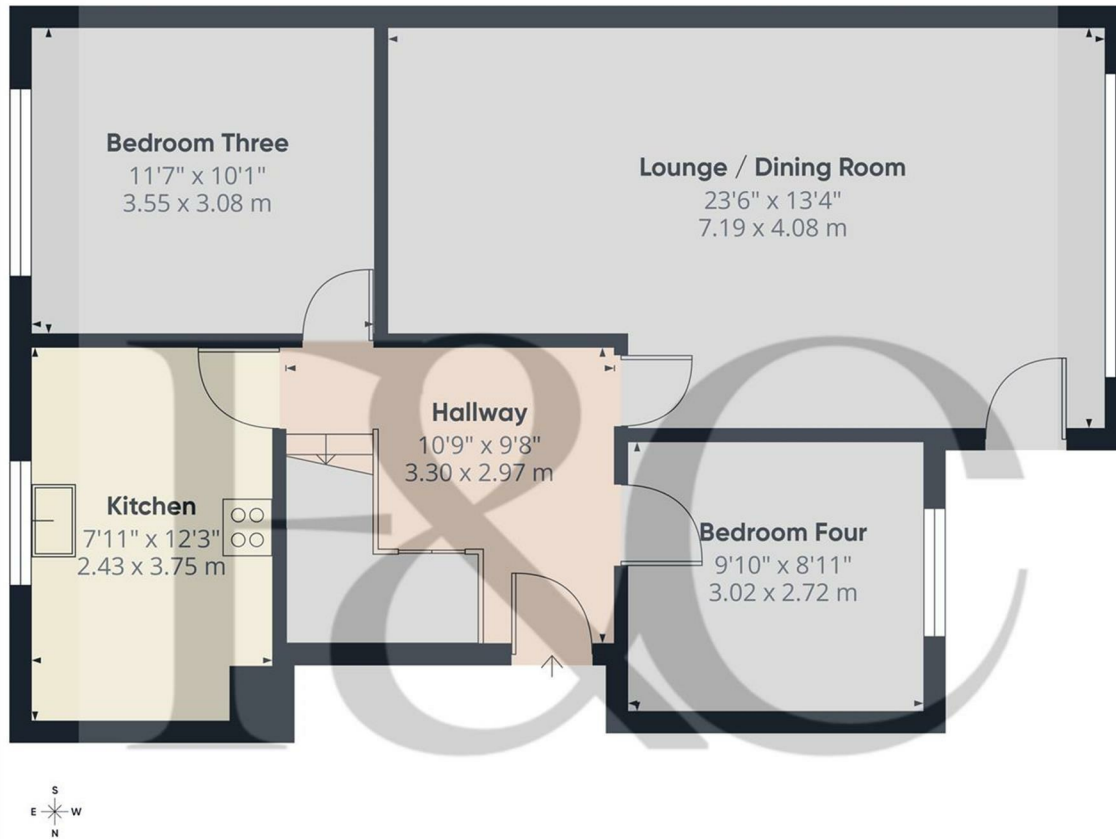 Bedroom Three
11'7" x 10'1"
3.55 x 3.08 m
Lounge / Dining Room
23'6" x 13'4"
7.19 x 4.08 m
Hallway
10'9" x 9'8"
3.30 x 2.97 m
Kitchen
7'11" x 12'3"
2.43 x 3.75 m
Bedroom Four
9'10" x 8'11"
3.02 x 2.72 m
F&C
S
E W
N